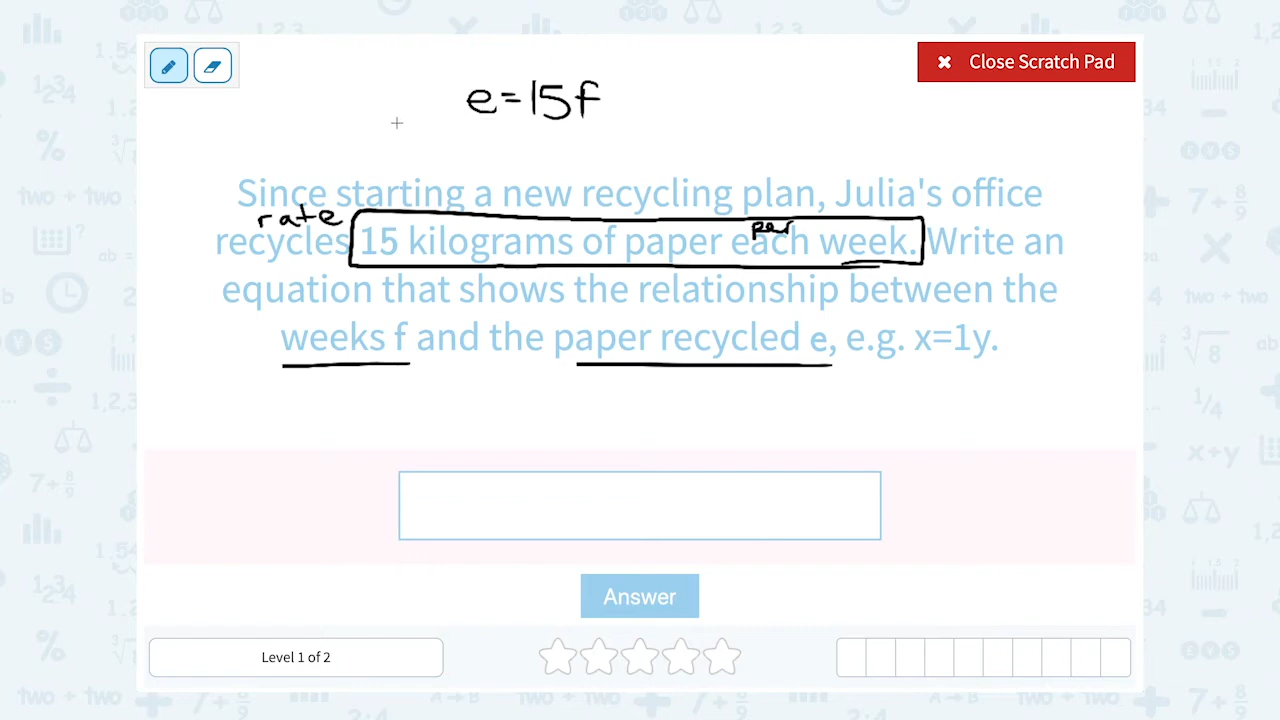 Close Scratch Pad
e=15f
Since starting a new recycling plan, Julia's office
rate
per
recycles 15 kilograms of paper each week. Write an
equation that shows the relationship between the
weeks f and the paper recycled e, e.g. x=1y.
Answer
Level 1 of 2